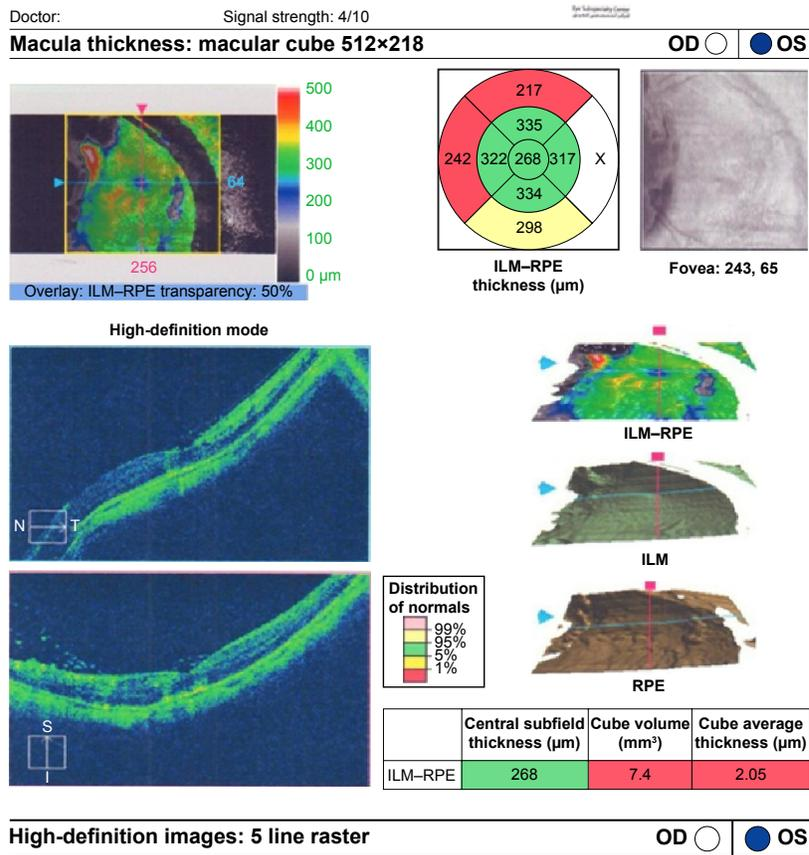 Doctor: Signal strength: 4/10
Eye Subspecialty Center
Macula thickness: macular cube 512×218 OD OS
500
400
300
200
100
0 µm
64
256
Overlay: ILM–RPE transparency: 50%
217
335
242 322 268 317 X
334
298
ILM–RPE
thickness (µm)
Fovea: 243, 65
High-definition mode
N T
S
I
ILM–RPE
ILM
RPE
Distribution
of normals
99%
95%
5%
1%
Central subfield thickness (µm) Cube volume (mm³) Cube average thickness (µm)
ILM–RPE 268 7.4 2.05
High-definition images: 5 line raster OD OS